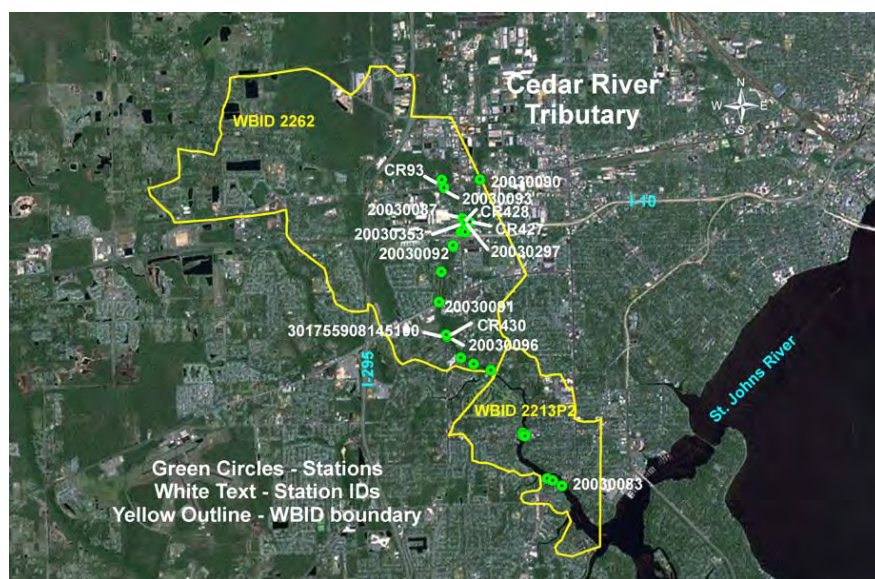 Cedar River
Tributary
N
W E
S
WBID 2262
CR93
20030090
20030093
I-10
20030087
CR428
CR427
20030353
20030297
20030092
20030091
301755908145100
CR430
20030096
I-295
St. Johns River
WBID 2213P2
Green Circles - Stations
White Text - Station IDs
Yellow Outline - WBID boundary
20030083